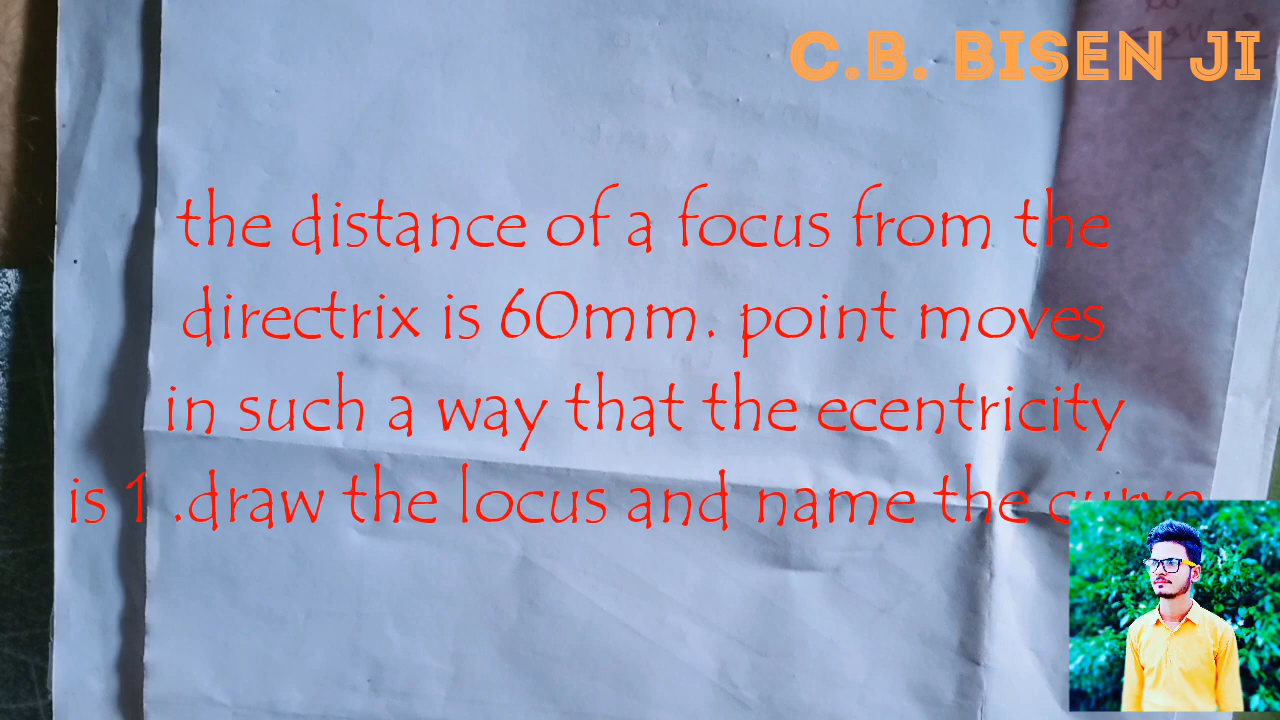 C.B. BISEN JI
the distance of a focus from the
directrix is 60mm. point moves
in such a way that the ecentricity
is 1 .draw the locus and name the curve